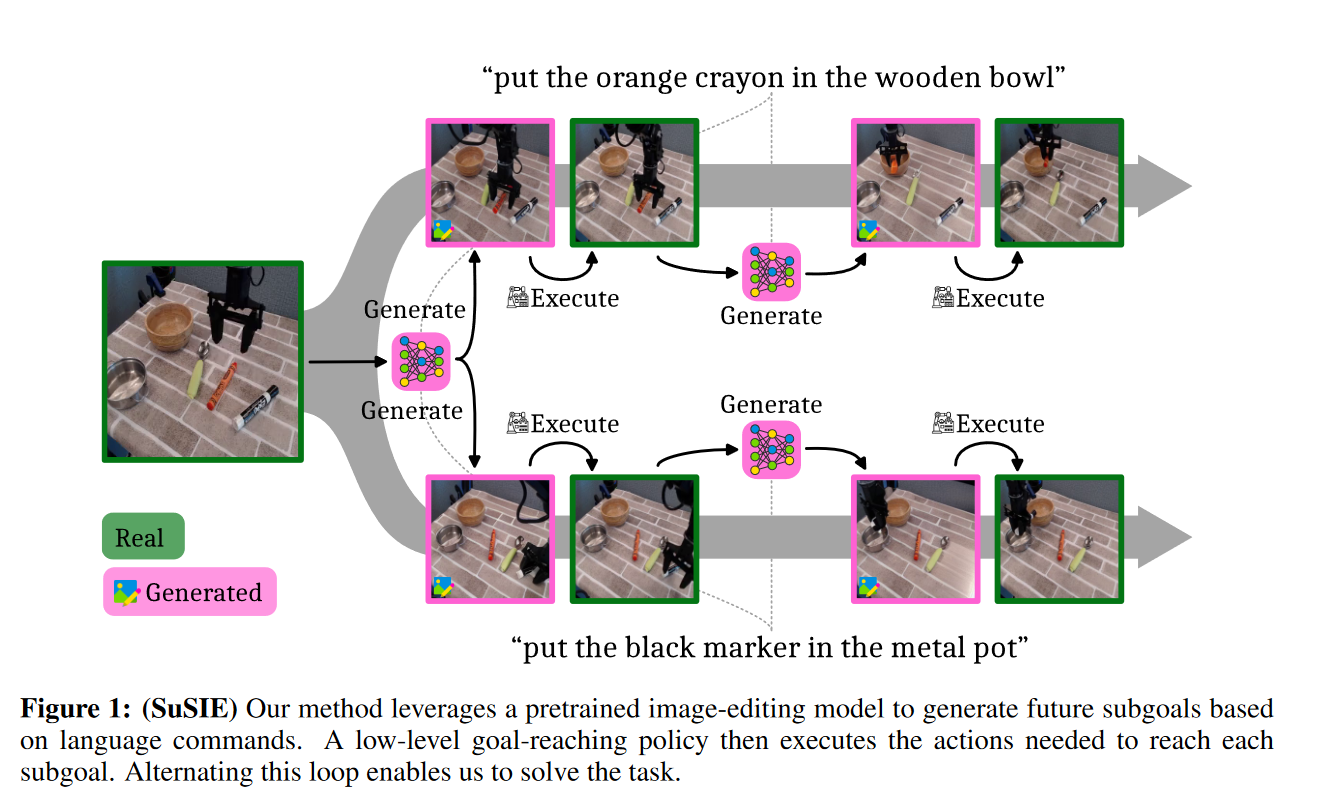 “put the orange crayon in the wooden bowl”
Generate
Execute
Generate
Execute
Generate
Execute
Generate
Execute
Real
Generated
“put the black marker in the metal pot”
Figure 1: (SuSIE) Our method leverages a pretrained image-editing model to generate future subgoals based
on language commands. A low-level goal-reaching policy then executes the actions needed to reach each
subgoal. Alternating this loop enables us to solve the task.